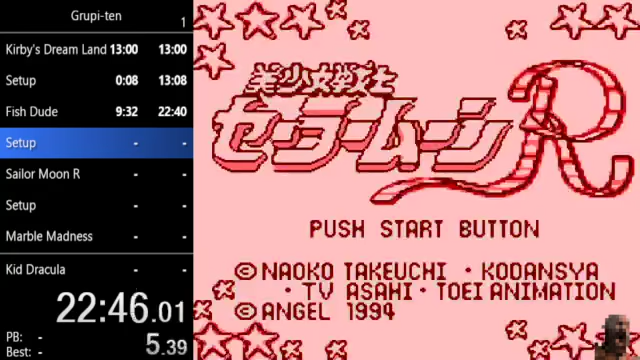 Grupi-ten
1
Kirby's Dream Land 13:00 13:00
Setup 0:08 13:08
Fish Dude 9:32 22:40
Setup - -
Sailor Moon R - -
Setup - -
Marble Madness - -
Kid Dracula - -
22:46.01
PB: -
Best: - 5.39
美少女戦士
セーラームーン R
PUSH START BUTTON
©NAOKO TAKEUCHI・KODANSYA
・TV ASAHI・TOEI ANIMATION
©ANGEL 1994